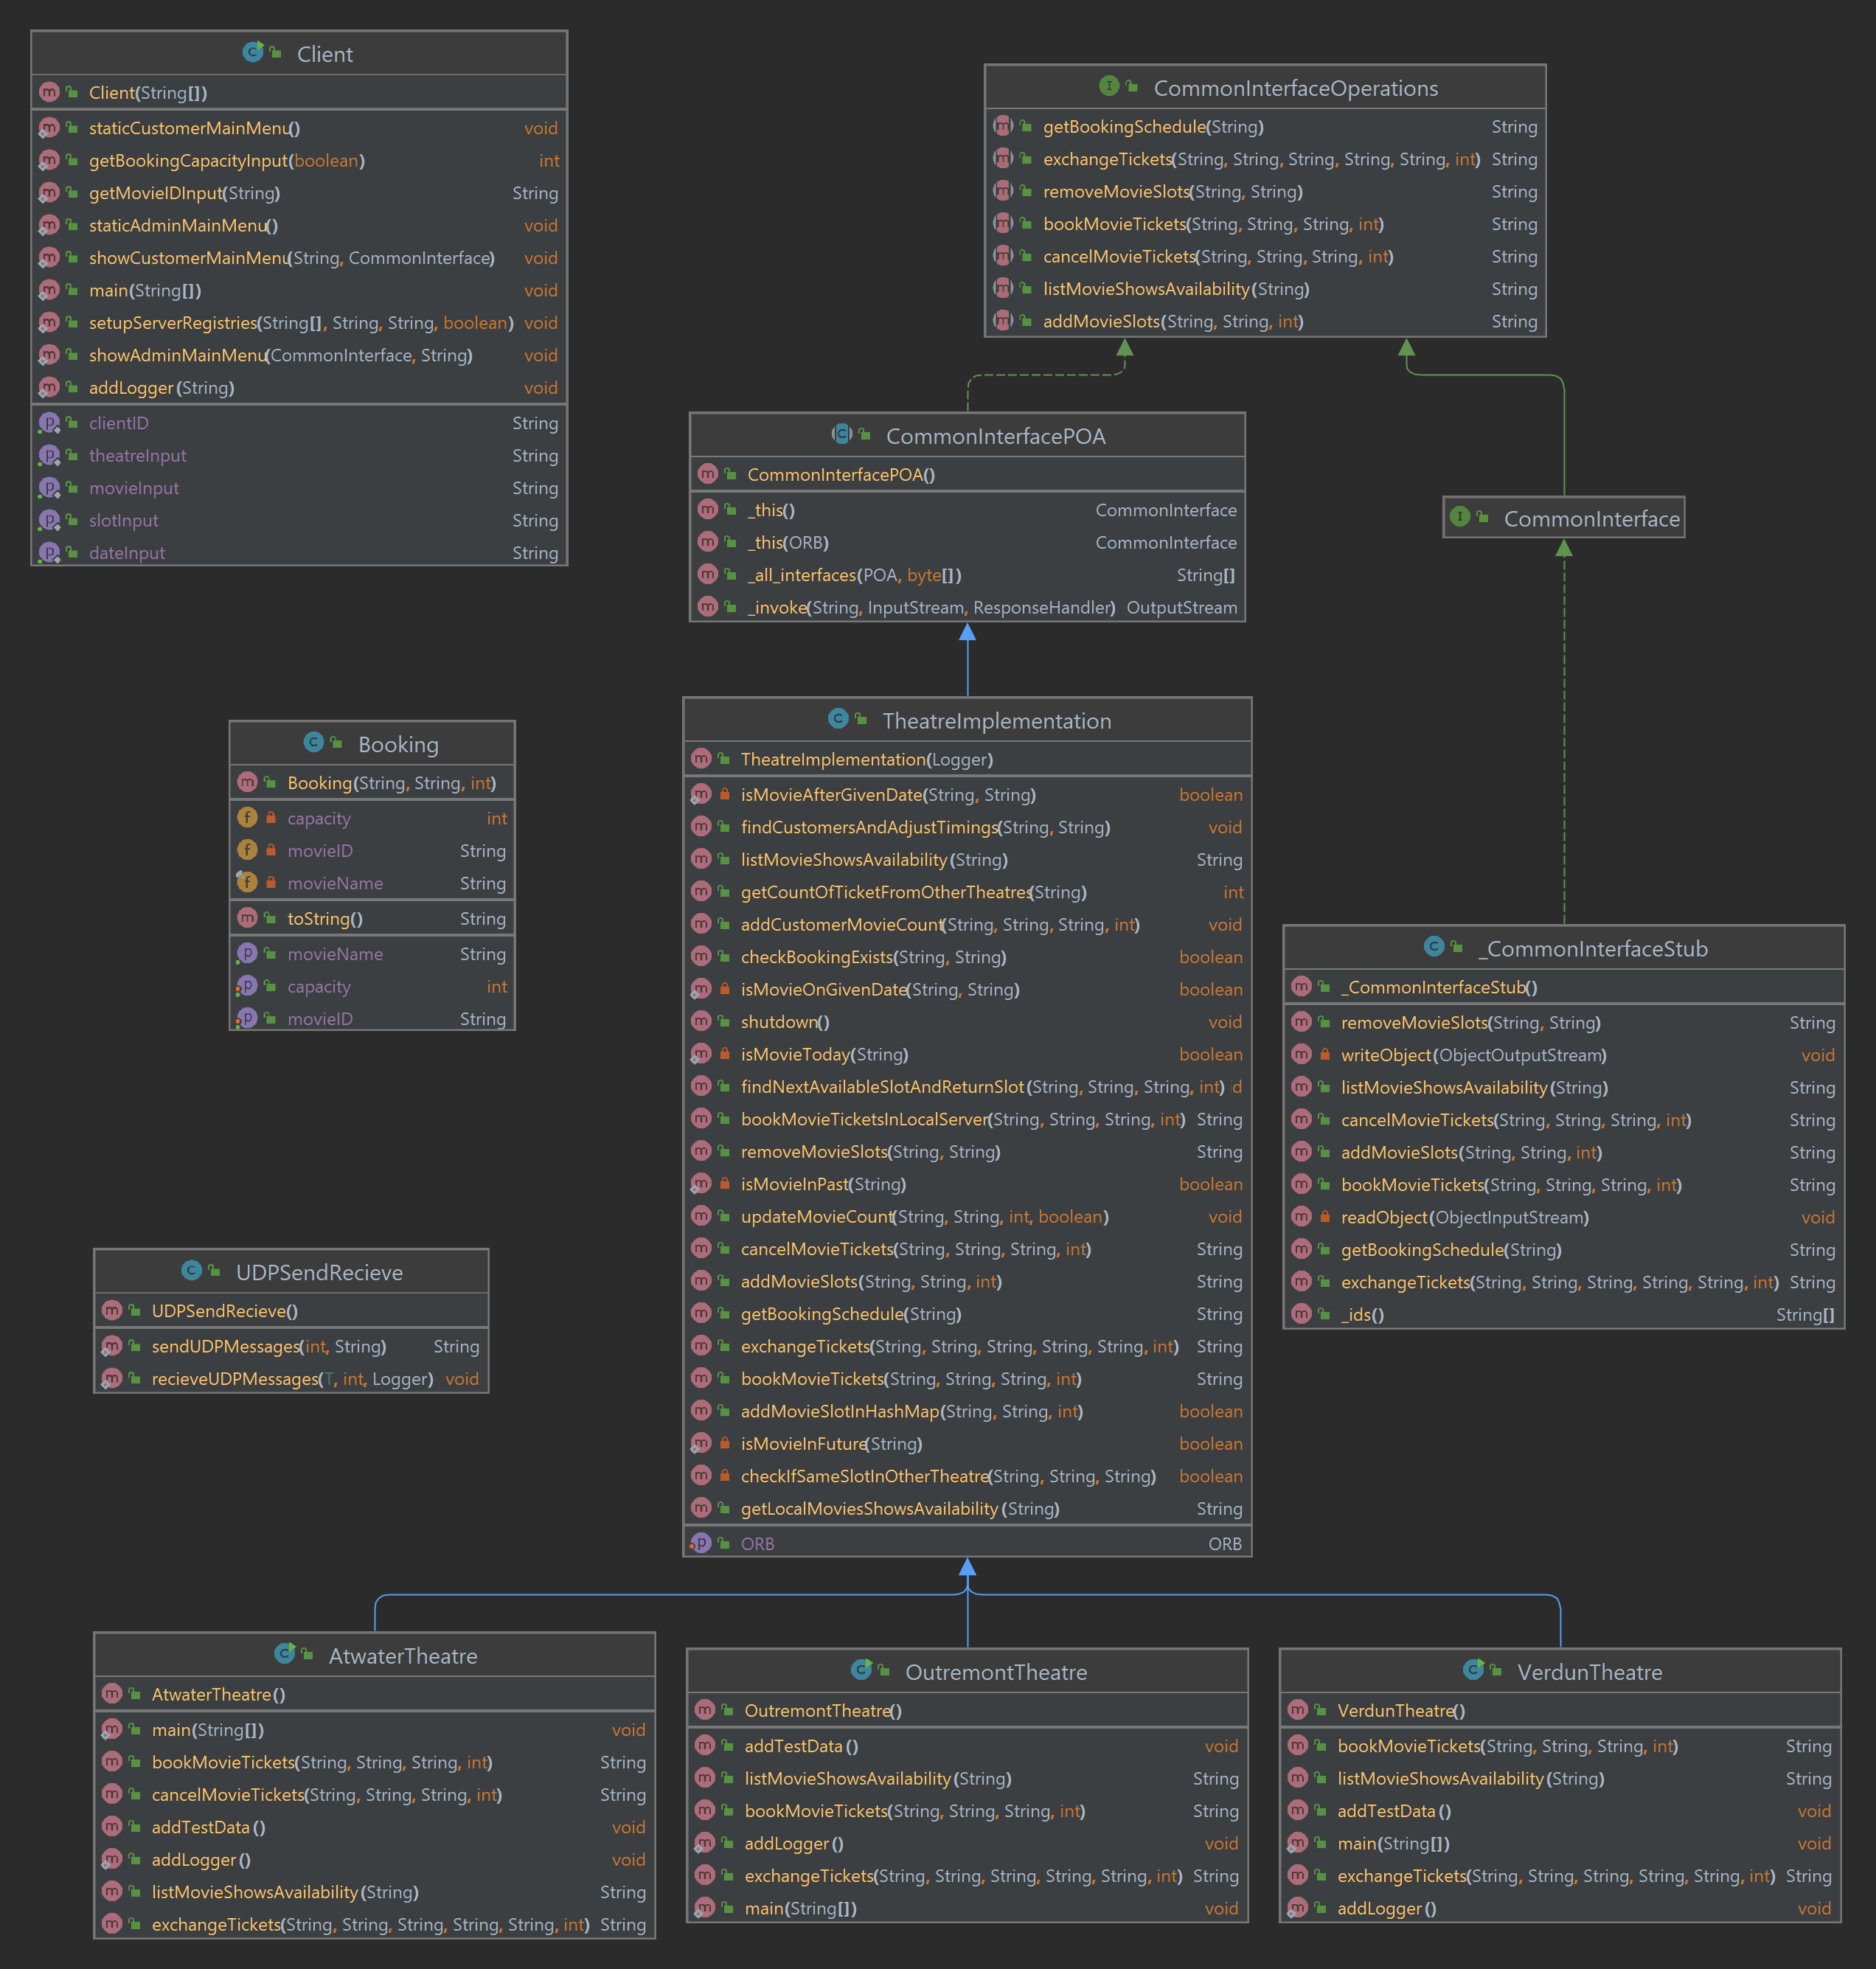 Client
Client(String[])
staticCustomerMainMenu() void
getBookingCapacityInput(boolean) int
getMovieIDInput(String) String
staticAdminMainMenu() void
showCustomerMainMenu(String, CommonInterface) void
main(String[]) void
setupServerRegistries(String[], String, String, boolean) void
showAdminMainMenu(CommonInterface, String) void
addLogger(String) void
clientID String
theatreInput String
movieInput String
slotInput String
dateInput String
CommonInterfaceOperations
getBookingSchedule(String) String
exchangeTickets(String, String, String, String, String, int) String
removeMovieSlots(String, String) String
bookMovieTickets(String, String, String, int) String
cancelMovieTickets(String, String, String, int) String
listMovieShowsAvailability(String) String
addMovieSlots(String, String, int) String
CommonInterfacePOA
CommonInterfacePOA()
_this() CommonInterface
_this(ORB) CommonInterface
_all_interfaces(POA, byte[]) String[]
_invoke(String, InputStream, ResponseHandler) OutputStream
CommonInterface
Booking
Booking(String, String, int)
capacity int
movieID String
movieName String
toString() String
movieName String
capacity int
movieID String
TheatreImplementation
TheatreImplementation(Logger)
isMovieAfterGivenDate(String, String) boolean
findCustomersAndAdjustTimings(String, String) void
listMovieShowsAvailability(String) String
getCountOfTicketFromOtherTheatres(String) int
addCustomerMovieCount(String, String, String, int) void
checkBookingExists(String, String) boolean
isMovieOnGivenDate(String, String) boolean
shutdown() void
isMovieToday(String) boolean
findNextAvailableSlotAndReturnSlot(String, String, String, int) d
bookMovieTicketsInLocalServer(String, String, String, int) String
removeMovieSlots(String, String) String
isMovieInPast(String) boolean
updateMovieCount(String, String, int, boolean) void
cancelMovieTickets(String, String, String, int) String
addMovieSlots(String, String, int) String
getBookingSchedule(String) String
exchangeTickets(String, String, String, String, String, int) String
bookMovieTickets(String, String, String, int) String
addMovieSlotInHashMap(String, String, int) boolean
isMovieInFuture(String) boolean
checkIfSameSlotInOtherTheatre(String, String, String) boolean
getLocalMoviesShowsAvailability(String) String
ORB ORB
_CommonInterfaceStub
_CommonInterfaceStub()
removeMovieSlots(String, String) String
writeObject(ObjectOutputStream) void
listMovieShowsAvailability(String) String
cancelMovieTickets(String, String, String, int) String
addMovieSlots(String, String, int) String
bookMovieTickets(String, String, String, int) String
readObject(ObjectInputStream) void
getBookingSchedule(String) String
exchangeTickets(String, String, String, String, String, int) String
_ids() String[]
UDPSendRecieve
UDPSendRecieve()
sendUDPMessages(int, String) String
recieveUDPMessages(T, int, Logger) void
AtwaterTheatre
AtwaterTheatre()
main(String[]) void
bookMovieTickets(String, String, String, int) String
cancelMovieTickets(String, String, String, int) String
addTestData() void
addLogger() void
listMovieShowsAvailability(String) String
exchangeTickets(String, String, String, String, String, int) String
OutremontTheatre
OutremontTheatre()
addTestData() void
listMovieShowsAvailability(String) String
bookMovieTickets(String, String, String, int) String
addLogger() void
exchangeTickets(String, String, String, String, String, int) String
main(String[]) void
VerdunTheatre
VerdunTheatre()
bookMovieTickets(String, String, String, int) String
listMovieShowsAvailability(String) String
addTestData() void
main(String[]) void
exchangeTickets(String, String, String, String, String, int) String
addLogger() void